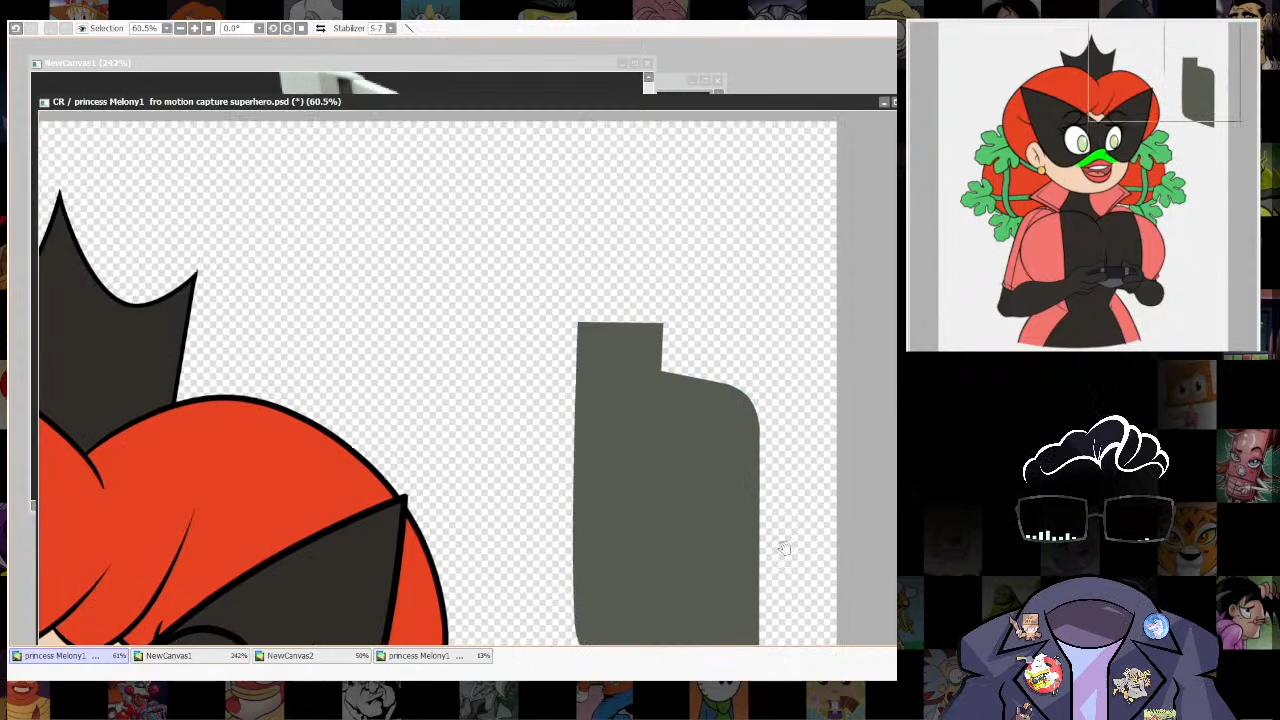 Selection 60.5% 0.0° Stabilizer S-7
NewCanvas1 (242%)
CR / princess Melony1 fro motion capture superhero.psd (*) (60.5%)
princess Melony1 ... 61% NewCanvas1 242% NewCanvas2 50% princess Melony1 ... 13%